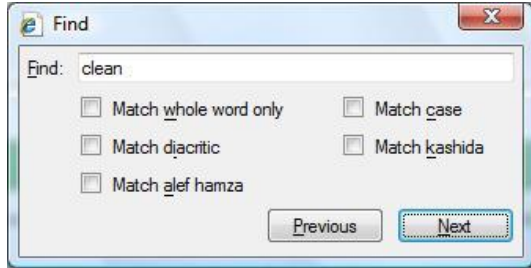 Find
Find: clean
Match whole word only Match case
Match diacritic Match kashida
Match alef hamza
Previous Next